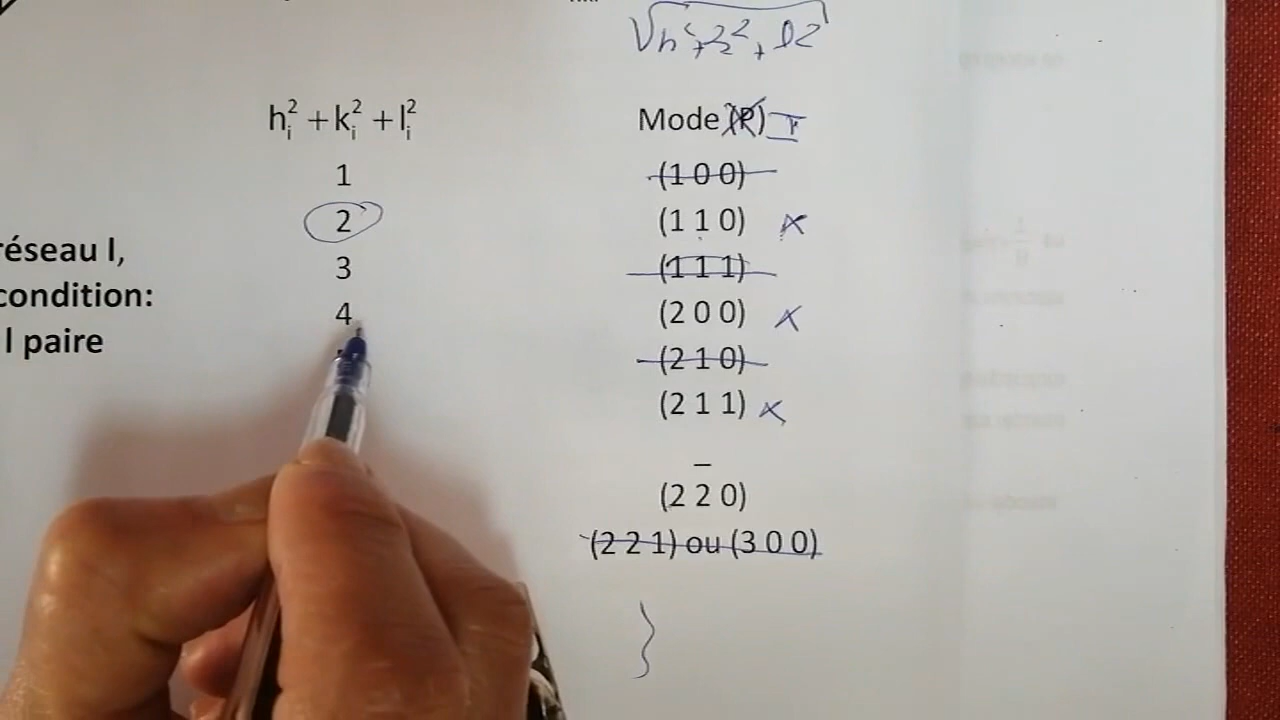 √h²+k²+l²
h²ᵢ + k²ᵢ + l²ᵢ Mode (P) I
1 (1 0 0)
2 (1 1 0) x
réseau I,
3 (1 1 1)
condition:
4 (2 0 0) x
l paire
(2 1 0)
(2 1 1) x
(2 2̅ 0)
(2 2 1) ou (3 0 0)